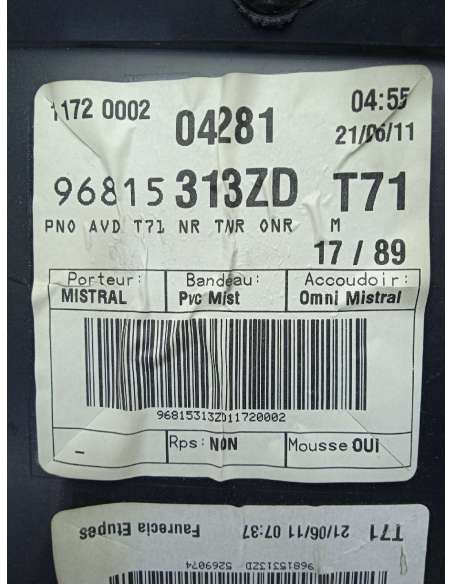 1172 0002 04281 04:55
21/06/11
96815 313ZD T71
PNO AVD T71 NR TNR ONR M
17 / 89
Porteur: Bandeau: Accoudoir:
MISTRAL Pvc Mist Omni Mistral
96815313ZD11720002
- Rps: NON Mousse OUI
T71 21/06/11 07:37 Faurecia Etupes
96815313ZD 5269074